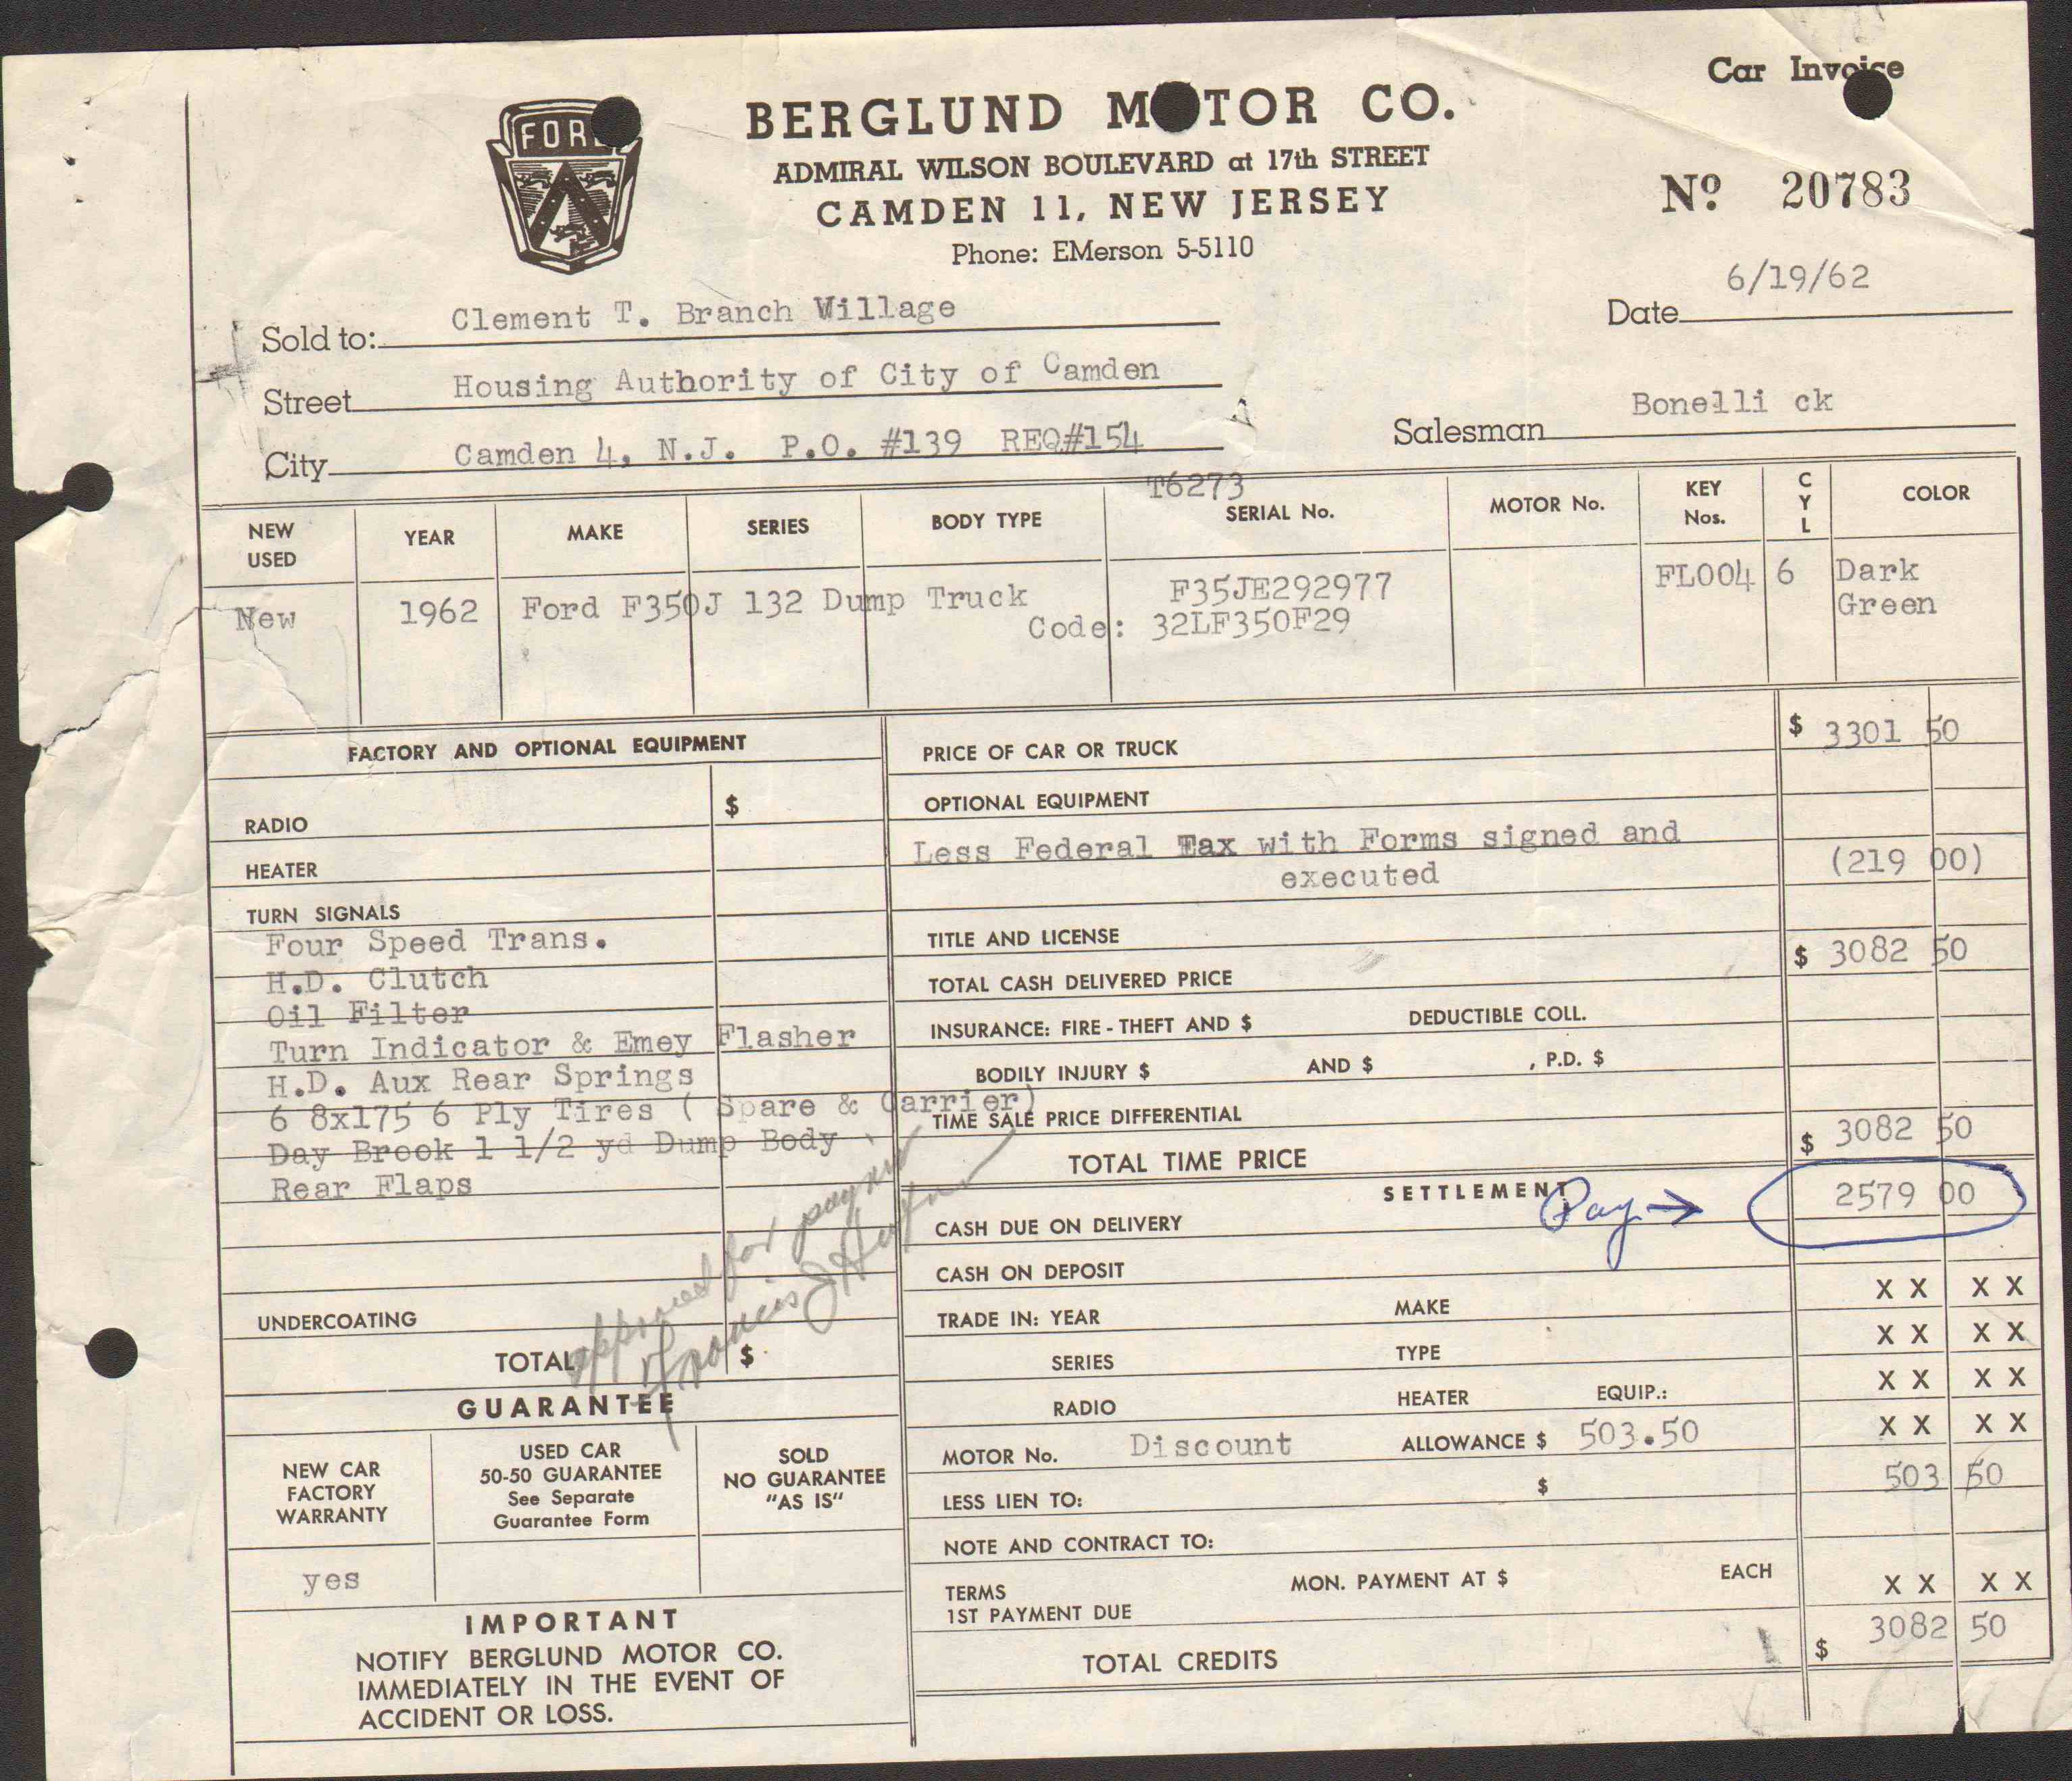 Car Invoice
FORD
BERGLUND MOTOR CO.
ADMIRAL WILSON BOULEVARD at 17th STREET
CAMDEN 11, NEW JERSEY
Phone: EMerson 5-5110
Nº 20783
Date 6/19/62
Sold to: Clement T. Branch Village
Street Housing Authority of City of Camden
City Camden 4, N.J. P.O. #139 REQ#154
Salesman Bonelli ck
T6273
NEW USED YEAR MAKE SERIES BODY TYPE SERIAL No. MOTOR No. KEY Nos. CYL COLOR
New 1962 Ford F350J 132 Dump Truck F35JE292977 FL004 6 Dark Green
Code: 32LF350F29
FACTORY AND OPTIONAL EQUIPMENT
RADIO $
HEATER
TURN SIGNALS
Four Speed Trans.
H.D. Clutch
Oil Filter
Turn Indicator & Emey Flasher
H.D. Aux Rear Springs
6 8x175 6 Ply Tires ( Spare & Carrier)
Day Brook 1 1/2 yd Dump Body
Rear Flaps
UNDERCOATING
TOTAL $
approved for payment
Francis J
GUARANTEE
NEW CAR FACTORY WARRANTY
USED CAR 50-50 GUARANTEE See Separate Guarantee Form
SOLD NO GUARANTEE "AS IS"
yes
IMPORTANT
NOTIFY BERGLUND MOTOR CO.
IMMEDIATELY IN THE EVENT OF
ACCIDENT OR LOSS.
PRICE OF CAR OR TRUCK $ 3301 50
OPTIONAL EQUIPMENT
Less Federal Tax with Forms signed and
executed (219 00)
TITLE AND LICENSE
TOTAL CASH DELIVERED PRICE $ 3082 50
INSURANCE: FIRE - THEFT AND $ DEDUCTIBLE COLL.
BODILY INJURY $ AND $ , P.D. $
TIME SALE PRICE DIFFERENTIAL
TOTAL TIME PRICE $ 3082 50
SETTLEMENT
CASH DUE ON DELIVERY Pay → 2579 00
CASH ON DEPOSIT
TRADE IN: YEAR MAKE X X X X
SERIES TYPE X X X X
RADIO HEATER EQUIP.: X X X X
MOTOR No. Discount ALLOWANCE $ 503.50 X X X X
LESS LIEN TO: $ 503 50
NOTE AND CONTRACT TO:
TERMS MON. PAYMENT AT $ EACH X X X X
1ST PAYMENT DUE
TOTAL CREDITS $ 3082 50